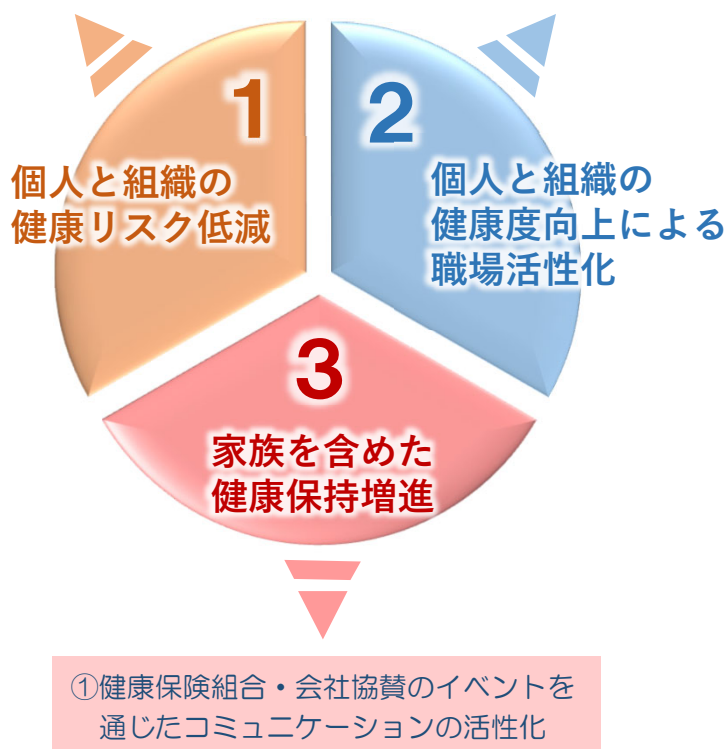 1
個人と組織の
健康リスク低減
2
個人と組織の
健康度向上による
職場活性化
3
家族を含めた
健康保持増進
①健康保険組合・会社協賛のイベントを
通じたコミュニケーションの活性化